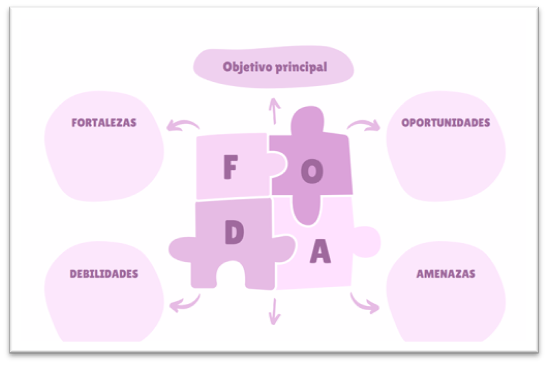 Objetivo principal
FORTALEZAS
OPORTUNIDADES
F
O
D
A
DEBILIDADES
AMENAZAS